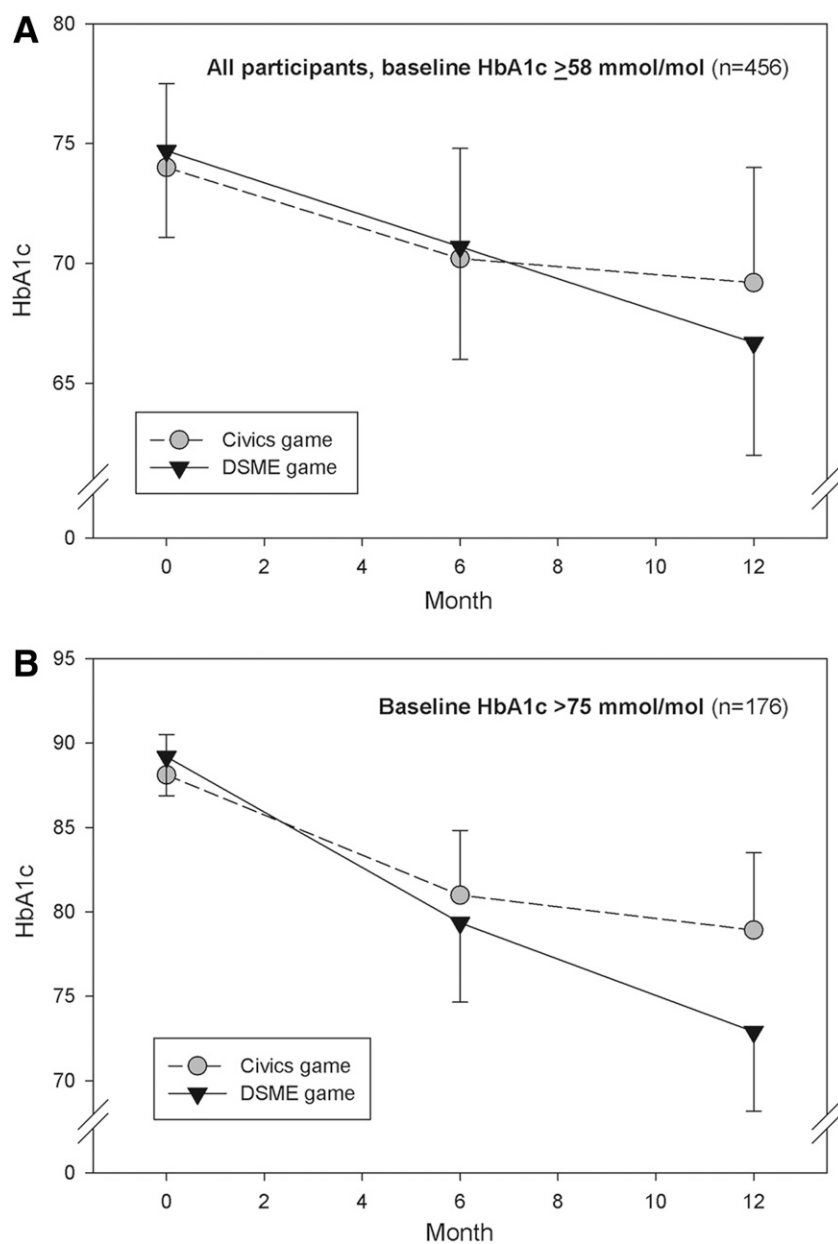 A
80
All participants, baseline HbA1c ≥58 mmol/mol (n=456)
75
70
65
0
HbA1c
Civics game
DSME game
0 2 4 6 8 10 12
Month
B
95
Baseline HbA1c >75 mmol/mol (n=176)
90
85
80
75
70
0
HbA1c
Civics game
DSME game
0 2 4 6 8 10 12
Month